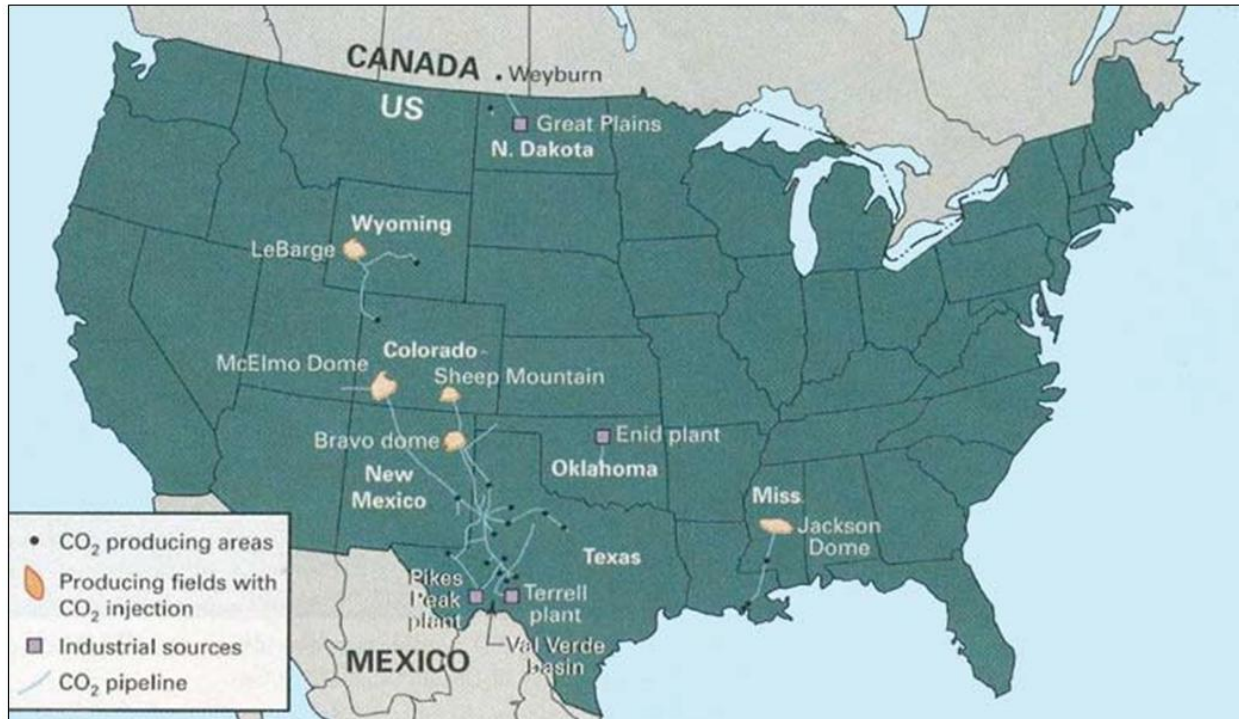 CANADA
Weyburn
US
Great Plains
N. Dakota
Wyoming
LeBarge
McElmo Dome
Colorado
Sheep Mountain
Bravo dome
Enid plant
Oklahoma
New
Mexico
Miss
Jackson
Dome
Texas
Pikes
Peak
plant
Terrell
plant
Val Verde
basin
MEXICO
CO₂ producing areas
Producing fields with
CO₂ injection
Industrial sources
CO₂ pipeline